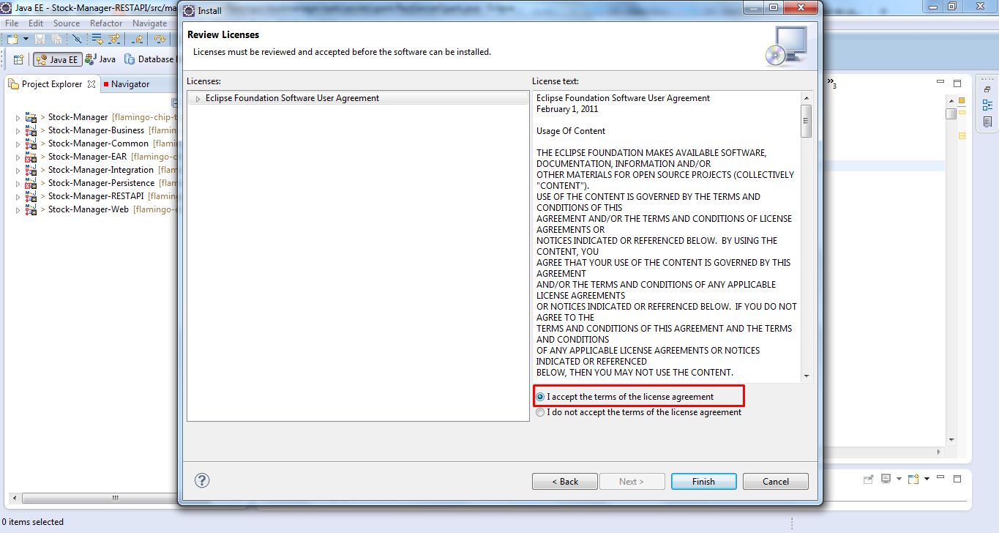 Java EE - Stock-Manager-RESTAPI/src/ma
Install
File Edit Source Refactor Navigate
Java EE Java Database
Project Explorer Navigator
> Stock-Manager [flamingo-chip-t
> Stock-Manager-Business [flamin
> Stock-Manager-Common [flami
> Stock-Manager-EAR [flamingo-c
> Stock-Manager-Integration [flan
> Stock-Manager-Persistence [flam
> Stock-Manager-RESTAPI [flamin
> Stock-Manager-Web [flamingo-c
0 items selected
Review Licenses
Licenses must be reviewed and accepted before the software can be installed.
Licenses:
Eclipse Foundation Software User Agreement
License text:
Eclipse Foundation Software User Agreement
February 1, 2011
Usage Of Content
THE ECLIPSE FOUNDATION MAKES AVAILABLE SOFTWARE,
DOCUMENTATION, INFORMATION AND/OR
OTHER MATERIALS FOR OPEN SOURCE PROJECTS (COLLECTIVELY
"CONTENT").
USE OF THE CONTENT IS GOVERNED BY THE TERMS AND
CONDITIONS OF THIS
AGREEMENT AND/OR THE TERMS AND CONDITIONS OF LICENSE
AGREEMENTS OR
NOTICES INDICATED OR REFERENCED BELOW.  BY USING THE
CONTENT, YOU
AGREE THAT YOUR USE OF THE CONTENT IS GOVERNED BY THIS
AGREEMENT
AND/OR THE TERMS AND CONDITIONS OF ANY APPLICABLE
LICENSE AGREEMENTS
OR NOTICES INDICATED OR REFERENCED BELOW.  IF YOU DO NOT
AGREE TO THE
TERMS AND CONDITIONS OF THIS AGREEMENT AND THE TERMS
AND CONDITIONS
OF ANY APPLICABLE LICENSE AGREEMENTS OR NOTICES
INDICATED OR REFERENCED
BELOW, THEN YOU MAY NOT USE THE CONTENT.
I accept the terms of the license agreement
I do not accept the terms of the license agreement
< Back Next > Finish Cancel
»3